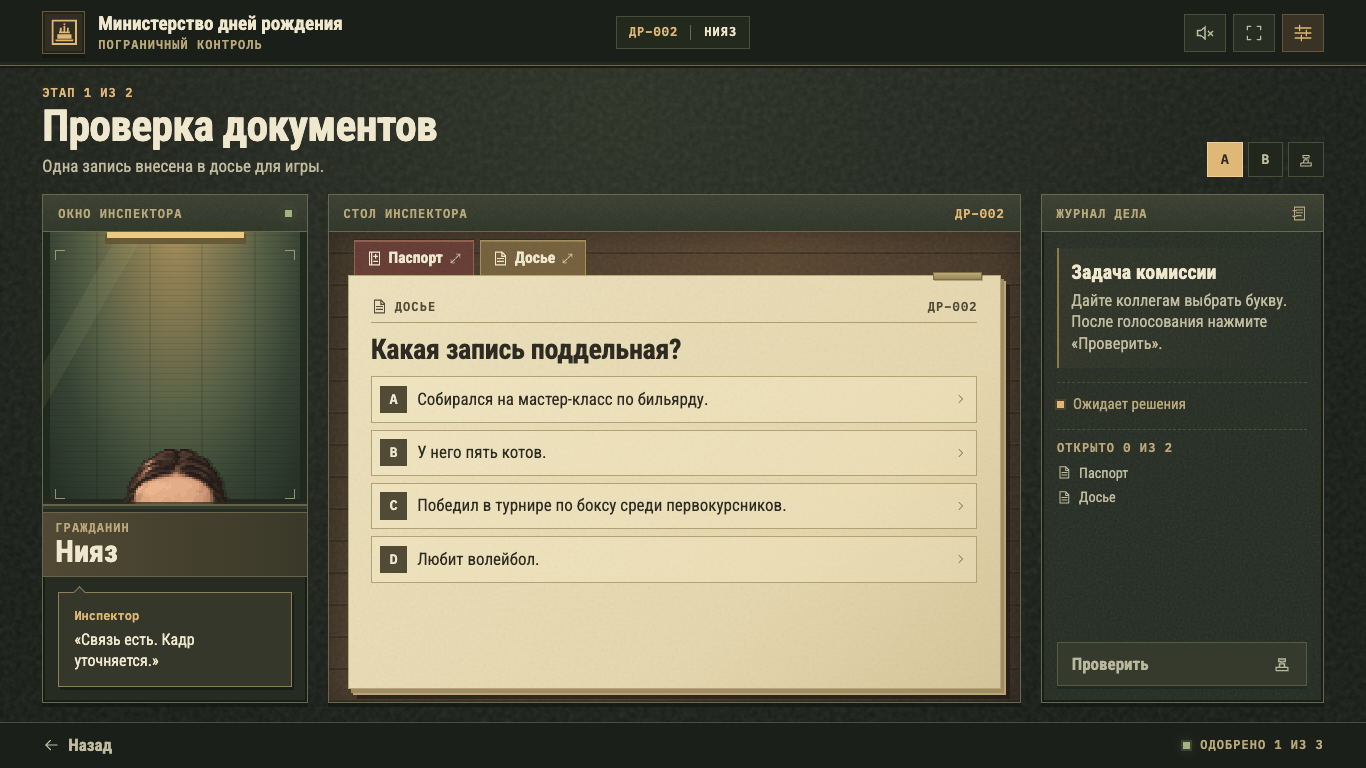 Министерство дней рождения
ПОГРАНИЧНЫЙ КОНТРОЛЬ
ДР-002 НИЯЗ
ЭТАП 1 ИЗ 2
Проверка документов
Одна запись внесена в досье для игры.
A B
ОКНО ИНСПЕКТОРА
ГРАЖДАНИН
Нияз
Инспектор
«Связь есть. Кадр
уточняется.»
СТОЛ ИНСПЕКТОРА ДР-002
Паспорт Досье
ДОСЬЕ ДР-002
Какая запись поддельная?
A Собирался на мастер-класс по бильярду.
B У него пять котов.
C Победил в турнире по боксу среди первокурсников.
D Любит волейбол.
ЖУРНАЛ ДЕЛА
Задача комиссии
Дайте коллегам выбрать букву.
После голосования нажмите
«Проверить».
Ожидает решения
ОТКРЫТО 0 ИЗ 2
Паспорт
Досье
Проверить
Назад
ОДОБРЕНО 1 ИЗ 3